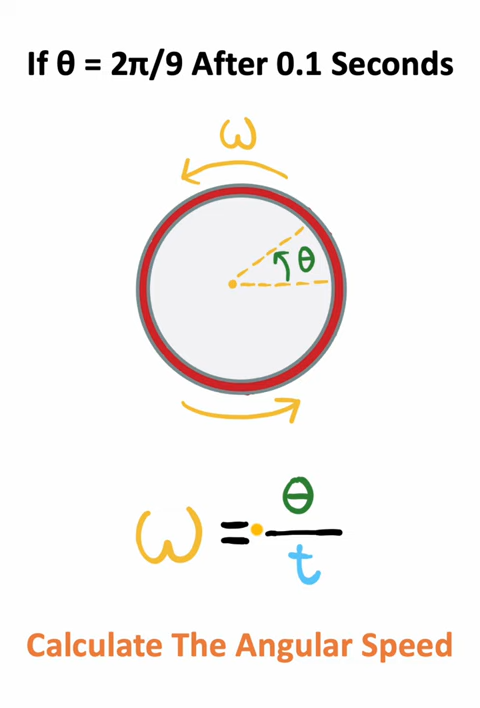 If θ = 2π/9 After 0.1 Seconds
ω
θ
ω = θ/t
Calculate The Angular Speed